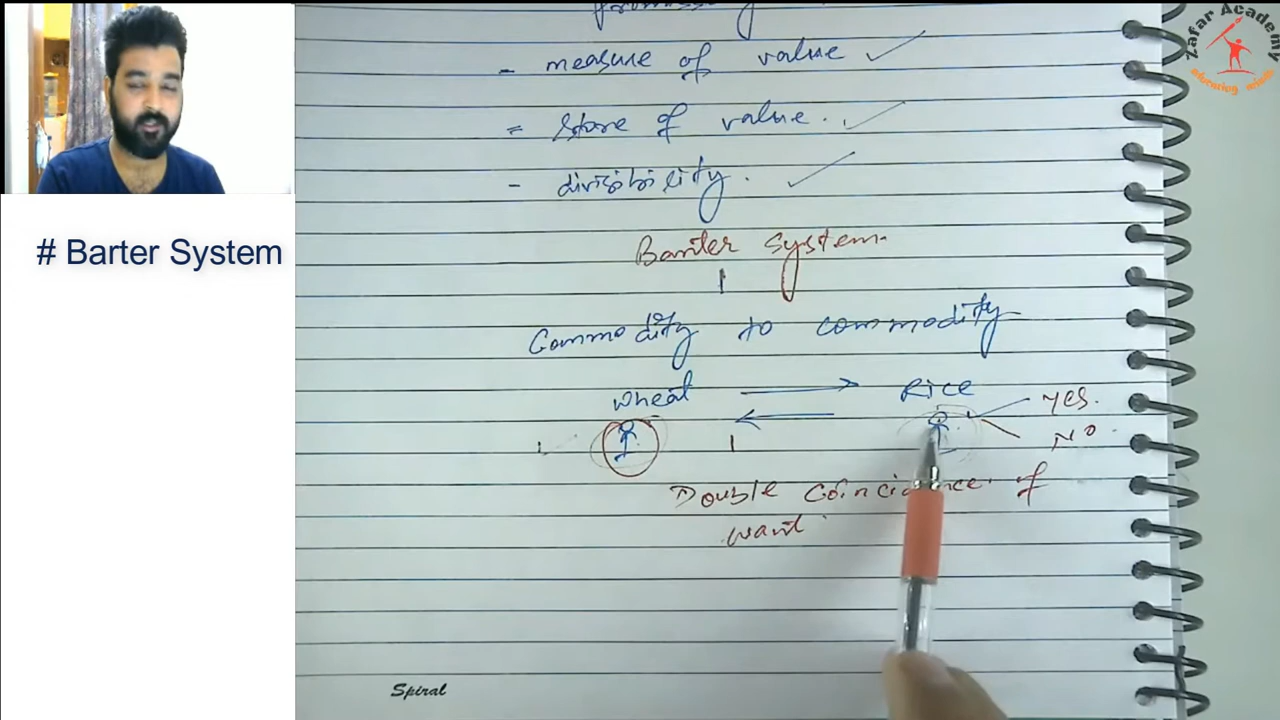 - measure of value
= store of value.
- divisibility.
Barter System.
Commodity to commodity
wheat
Rice
Yes.
No.
Double Coincidence of
want
# Barter System
Zafar Academy
Spiral